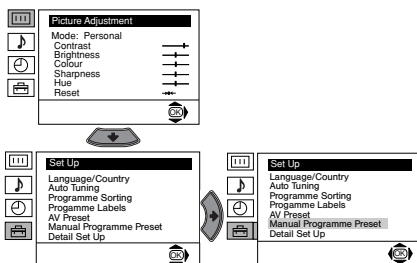 Picture Adjustment
Mode: Personal
Contrast
Brightness
Colour
Sharpness
Hue
Reset
OK
Set Up
Language/Country
Auto Tuning
Programme Sorting
Progamme Labels
AV Preset
Manual Programme Preset
Detail Set Up
OK
Set Up
Language/Country
Auto Tuning
Programme Sorting
Progamme Labels
AV Preset
Manual Programme Preset
Detail Set Up
OK